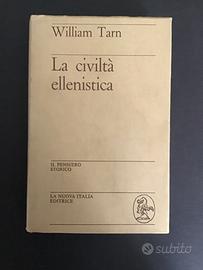 William Tarn
La civiltà
ellenistica
IL PENSIERO
STORICO
LA NUOVA ITALIA
EDITRICE
subito